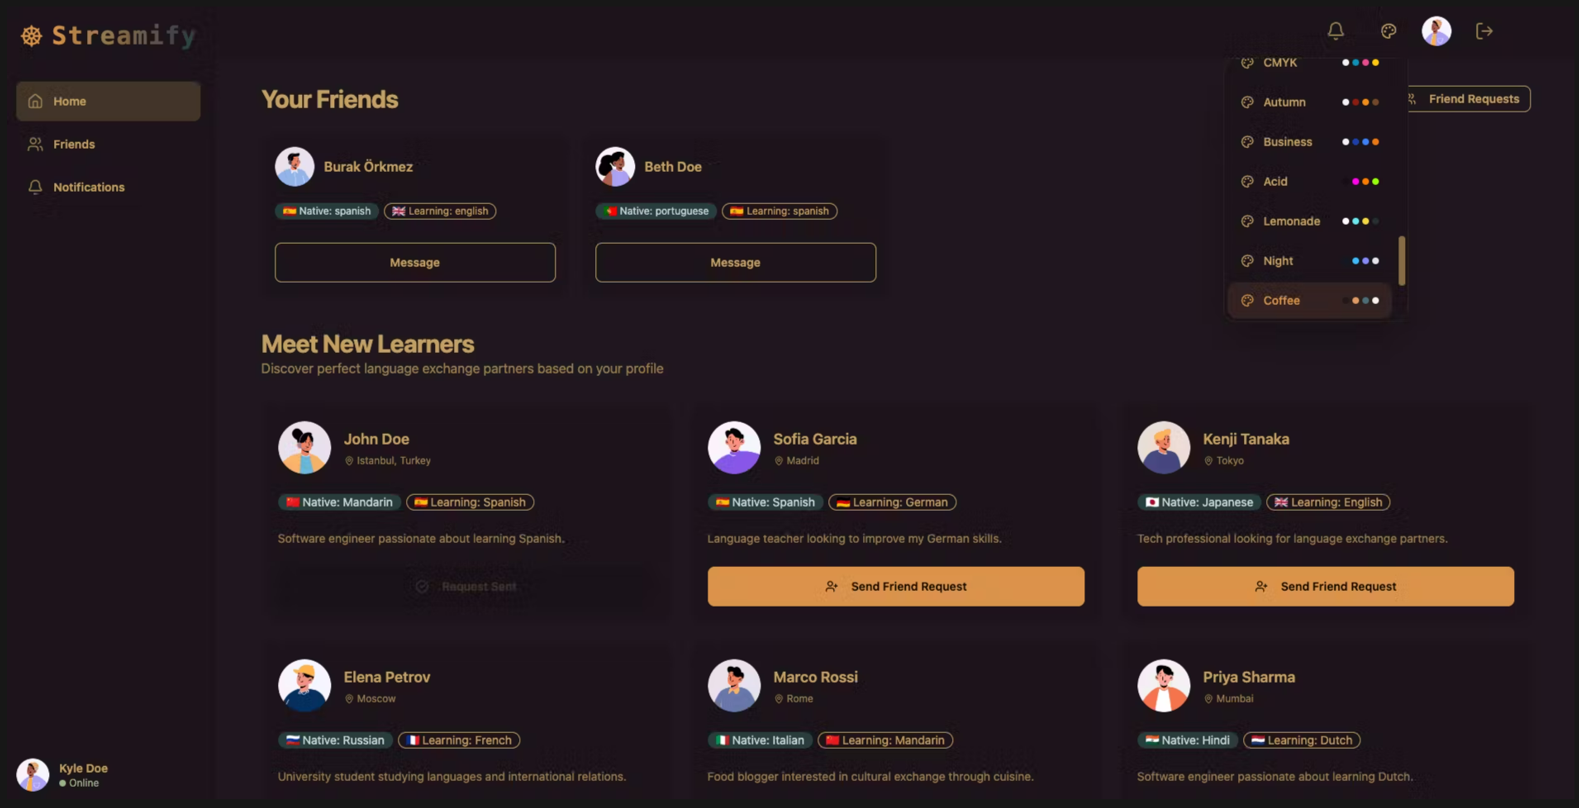 Streamify
Home
Friends
Notifications
Kyle Doe
Online
CMYK
Autumn
Business
Acid
Lemonade
Night
Coffee
Friend Requests
Your Friends
Burak Örkmez
Native: spanish
Learning: english
Message
Beth Doe
Native: portuguese
Learning: spanish
Message
Meet New Learners
Discover perfect language exchange partners based on your profile
John Doe
Istanbul, Turkey
Native: Mandarin
Learning: Spanish
Software engineer passionate about learning Spanish.
Request Sent
Sofia Garcia
Madrid
Native: Spanish
Learning: German
Language teacher looking to improve my German skills.
Send Friend Request
Kenji Tanaka
Tokyo
Native: Japanese
Learning: English
Tech professional looking for language exchange partners.
Send Friend Request
Elena Petrov
Moscow
Native: Russian
Learning: French
University student studying languages and international relations.
Marco Rossi
Rome
Native: Italian
Learning: Mandarin
Food blogger interested in cultural exchange through cuisine.
Priya Sharma
Mumbai
Native: Hindi
Learning: Dutch
Software engineer passionate about learning Dutch.